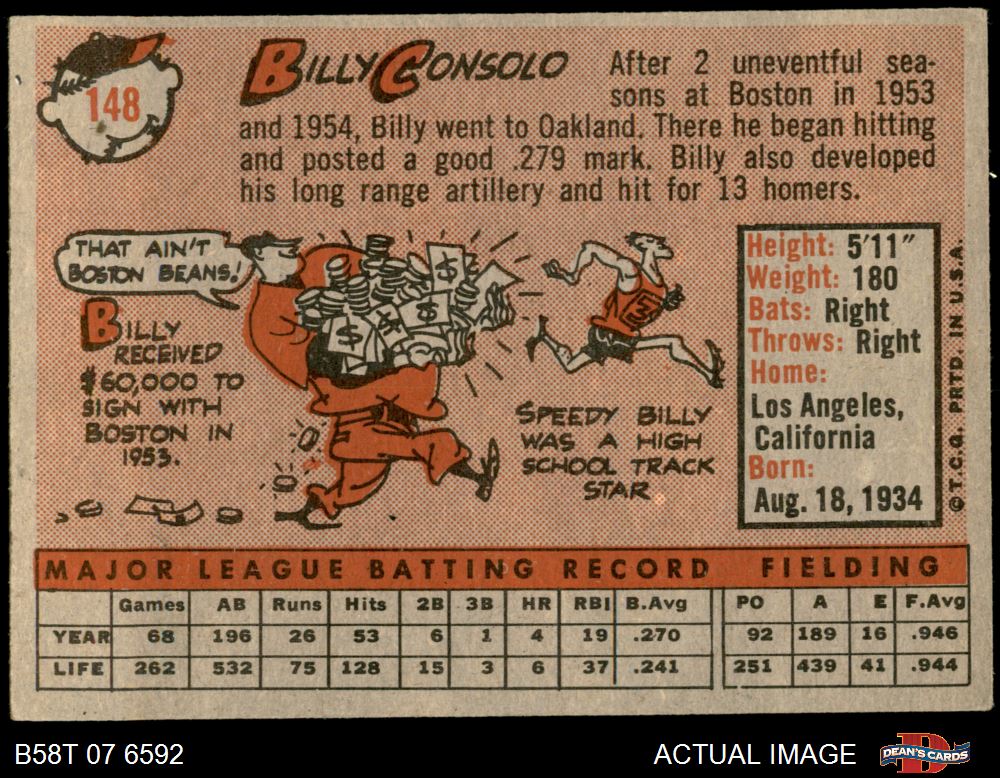 148
BILLY CONSOLO
After 2 uneventful sea-
sons at Boston in 1953
and 1954, Billy went to Oakland. There he began hitting
and posted a good .279 mark. Billy also developed
his long range artillery and hit for 13 homers.
THAT AIN'T
BOSTON BEANS!
BILLY
RECEIVED
$60,000 TO
SIGN WITH
BOSTON IN
1953.
$ $ $ $
SPEEDY BILLY
WAS A HIGH
SCHOOL TRACK
STAR
Height: 5'11"
Weight: 180
Bats: Right
Throws: Right
Home:
Los Angeles,
California
Born:
Aug. 18, 1934
© T.C.G. PRTD. IN U.S.A.
MAJOR LEAGUE BATTING RECORD FIELDING
Games AB Runs Hits 2B 3B HR RBI B.Avg PO A E F.Avg
YEAR 68 196 26 53 6 1 4 19 .270 92 189 16 .946
LIFE 262 532 75 128 15 3 6 37 .241 251 439 41 .944
B58T 07 6592 ACTUAL IMAGE DEAN'S CARDS